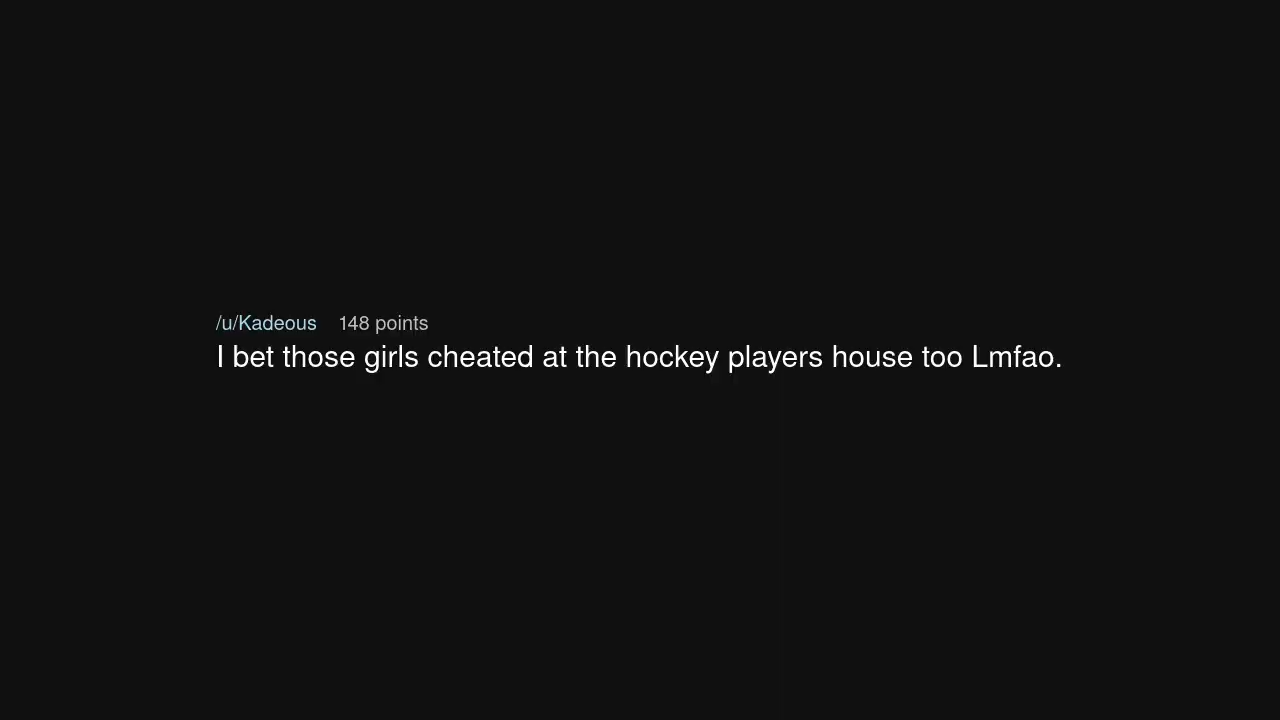 /u/Kadeous 148 points
I bet those girls cheated at the hockey players house too Lmfao.